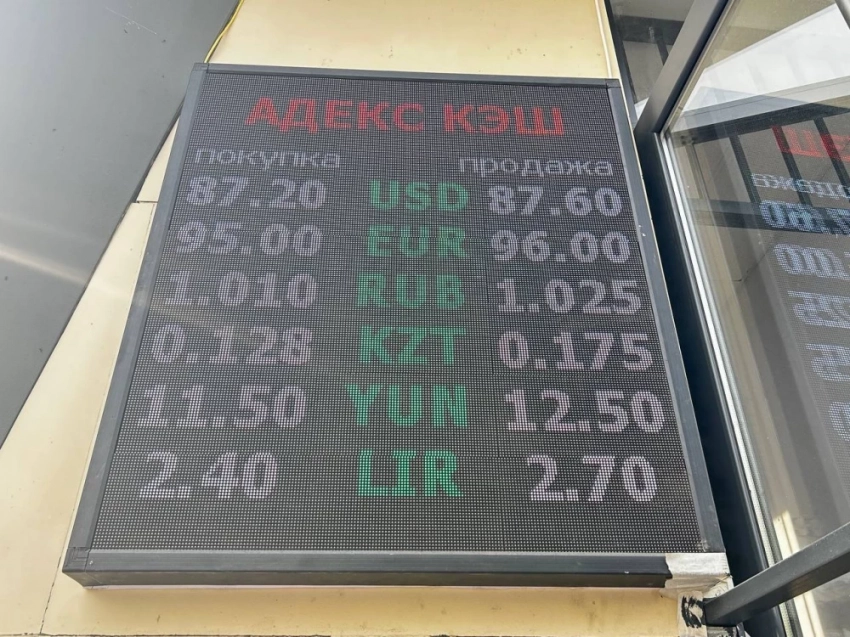 АДЕКС КЭШ
покупка продажа
87.20 USD 87.60
95.00 EUR 96.00
1.010 RUB 1.025
0.128 KZT 0.175
11.50 YUN 12.50
2.40 LIR 2.70